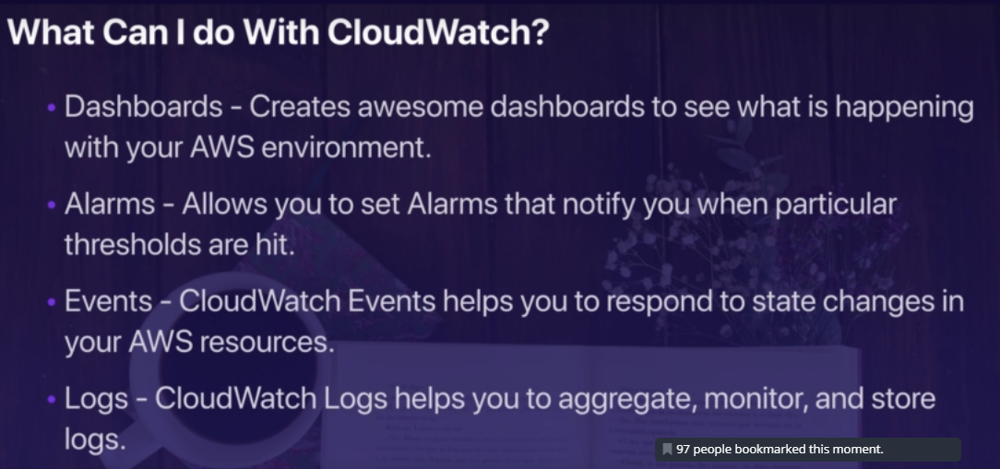 What Can I do With CloudWatch?
• Dashboards - Creates awesome dashboards to see what is happening
with your AWS environment.
• Alarms - Allows you to set Alarms that notify you when particular
thresholds are hit.
• Events - CloudWatch Events helps you to respond to state changes in
your AWS resources.
• Logs - CloudWatch Logs helps you to aggregate, monitor, and store
logs.
97 people bookmarked this moment.